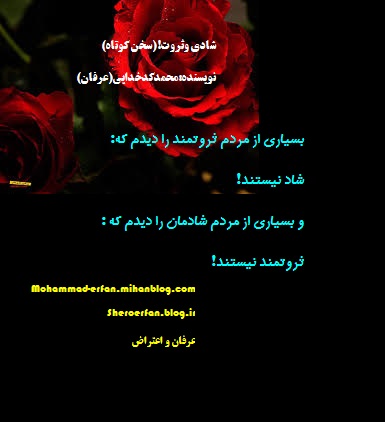 شادی وثروت!(سخن کوتاه)
نویسنده:محمدکدخدایی(عرفان)
بسیاری از مردم ثروتمند را دیدم که:
شاد نیستند!
و بسیاری از مردم شادمان را دیدم که :
ثروتمند نیستند!
Mohammad-erfan.mihanblog.com
Sheroerfan.blog.ir
عرفان و اعتراض